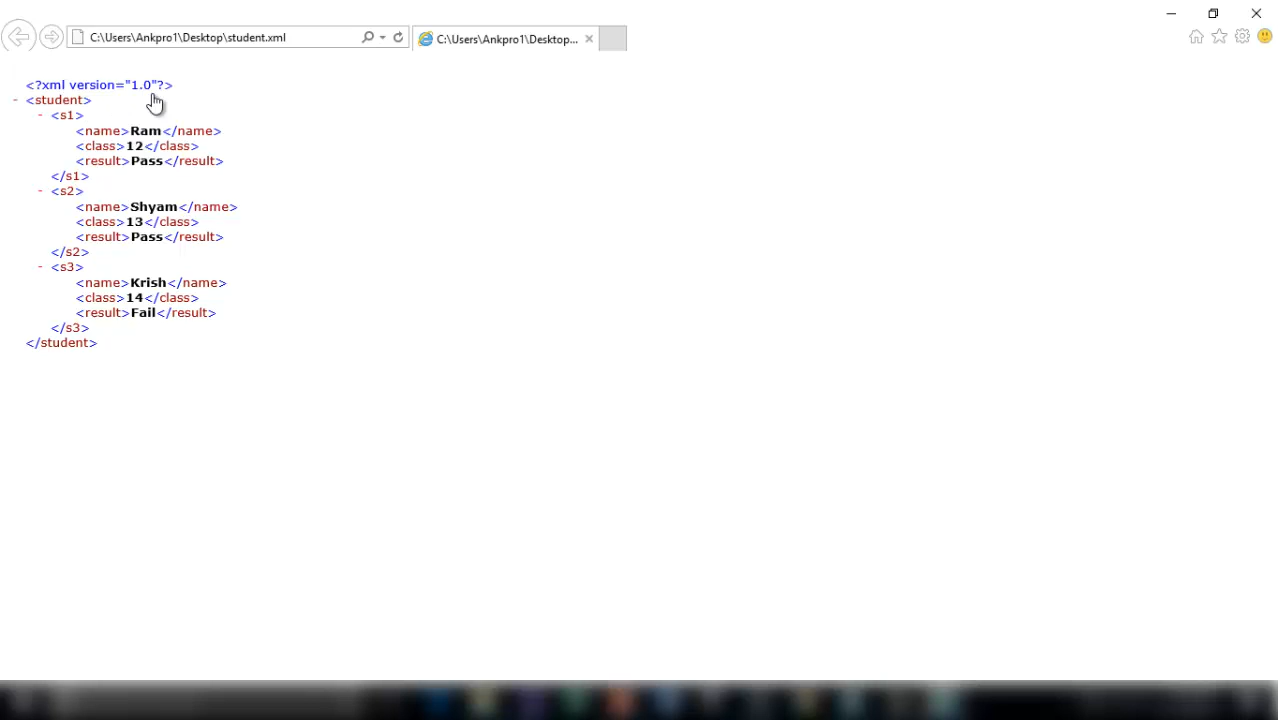 C:\Users\Ankpro1\Desktop\student.xml
C:\Users\Ankpro1\Desktop...
<?xml version="1.0"?>
- <student>
- <s1>
<name>Ram</name>
<class>12</class>
<result>Pass</result>
</s1>
- <s2>
<name>Shyam</name>
<class>13</class>
<result>Pass</result>
</s2>
- <s3>
<name>Krish</name>
<class>14</class>
<result>Fail</result>
</s3>
</student>